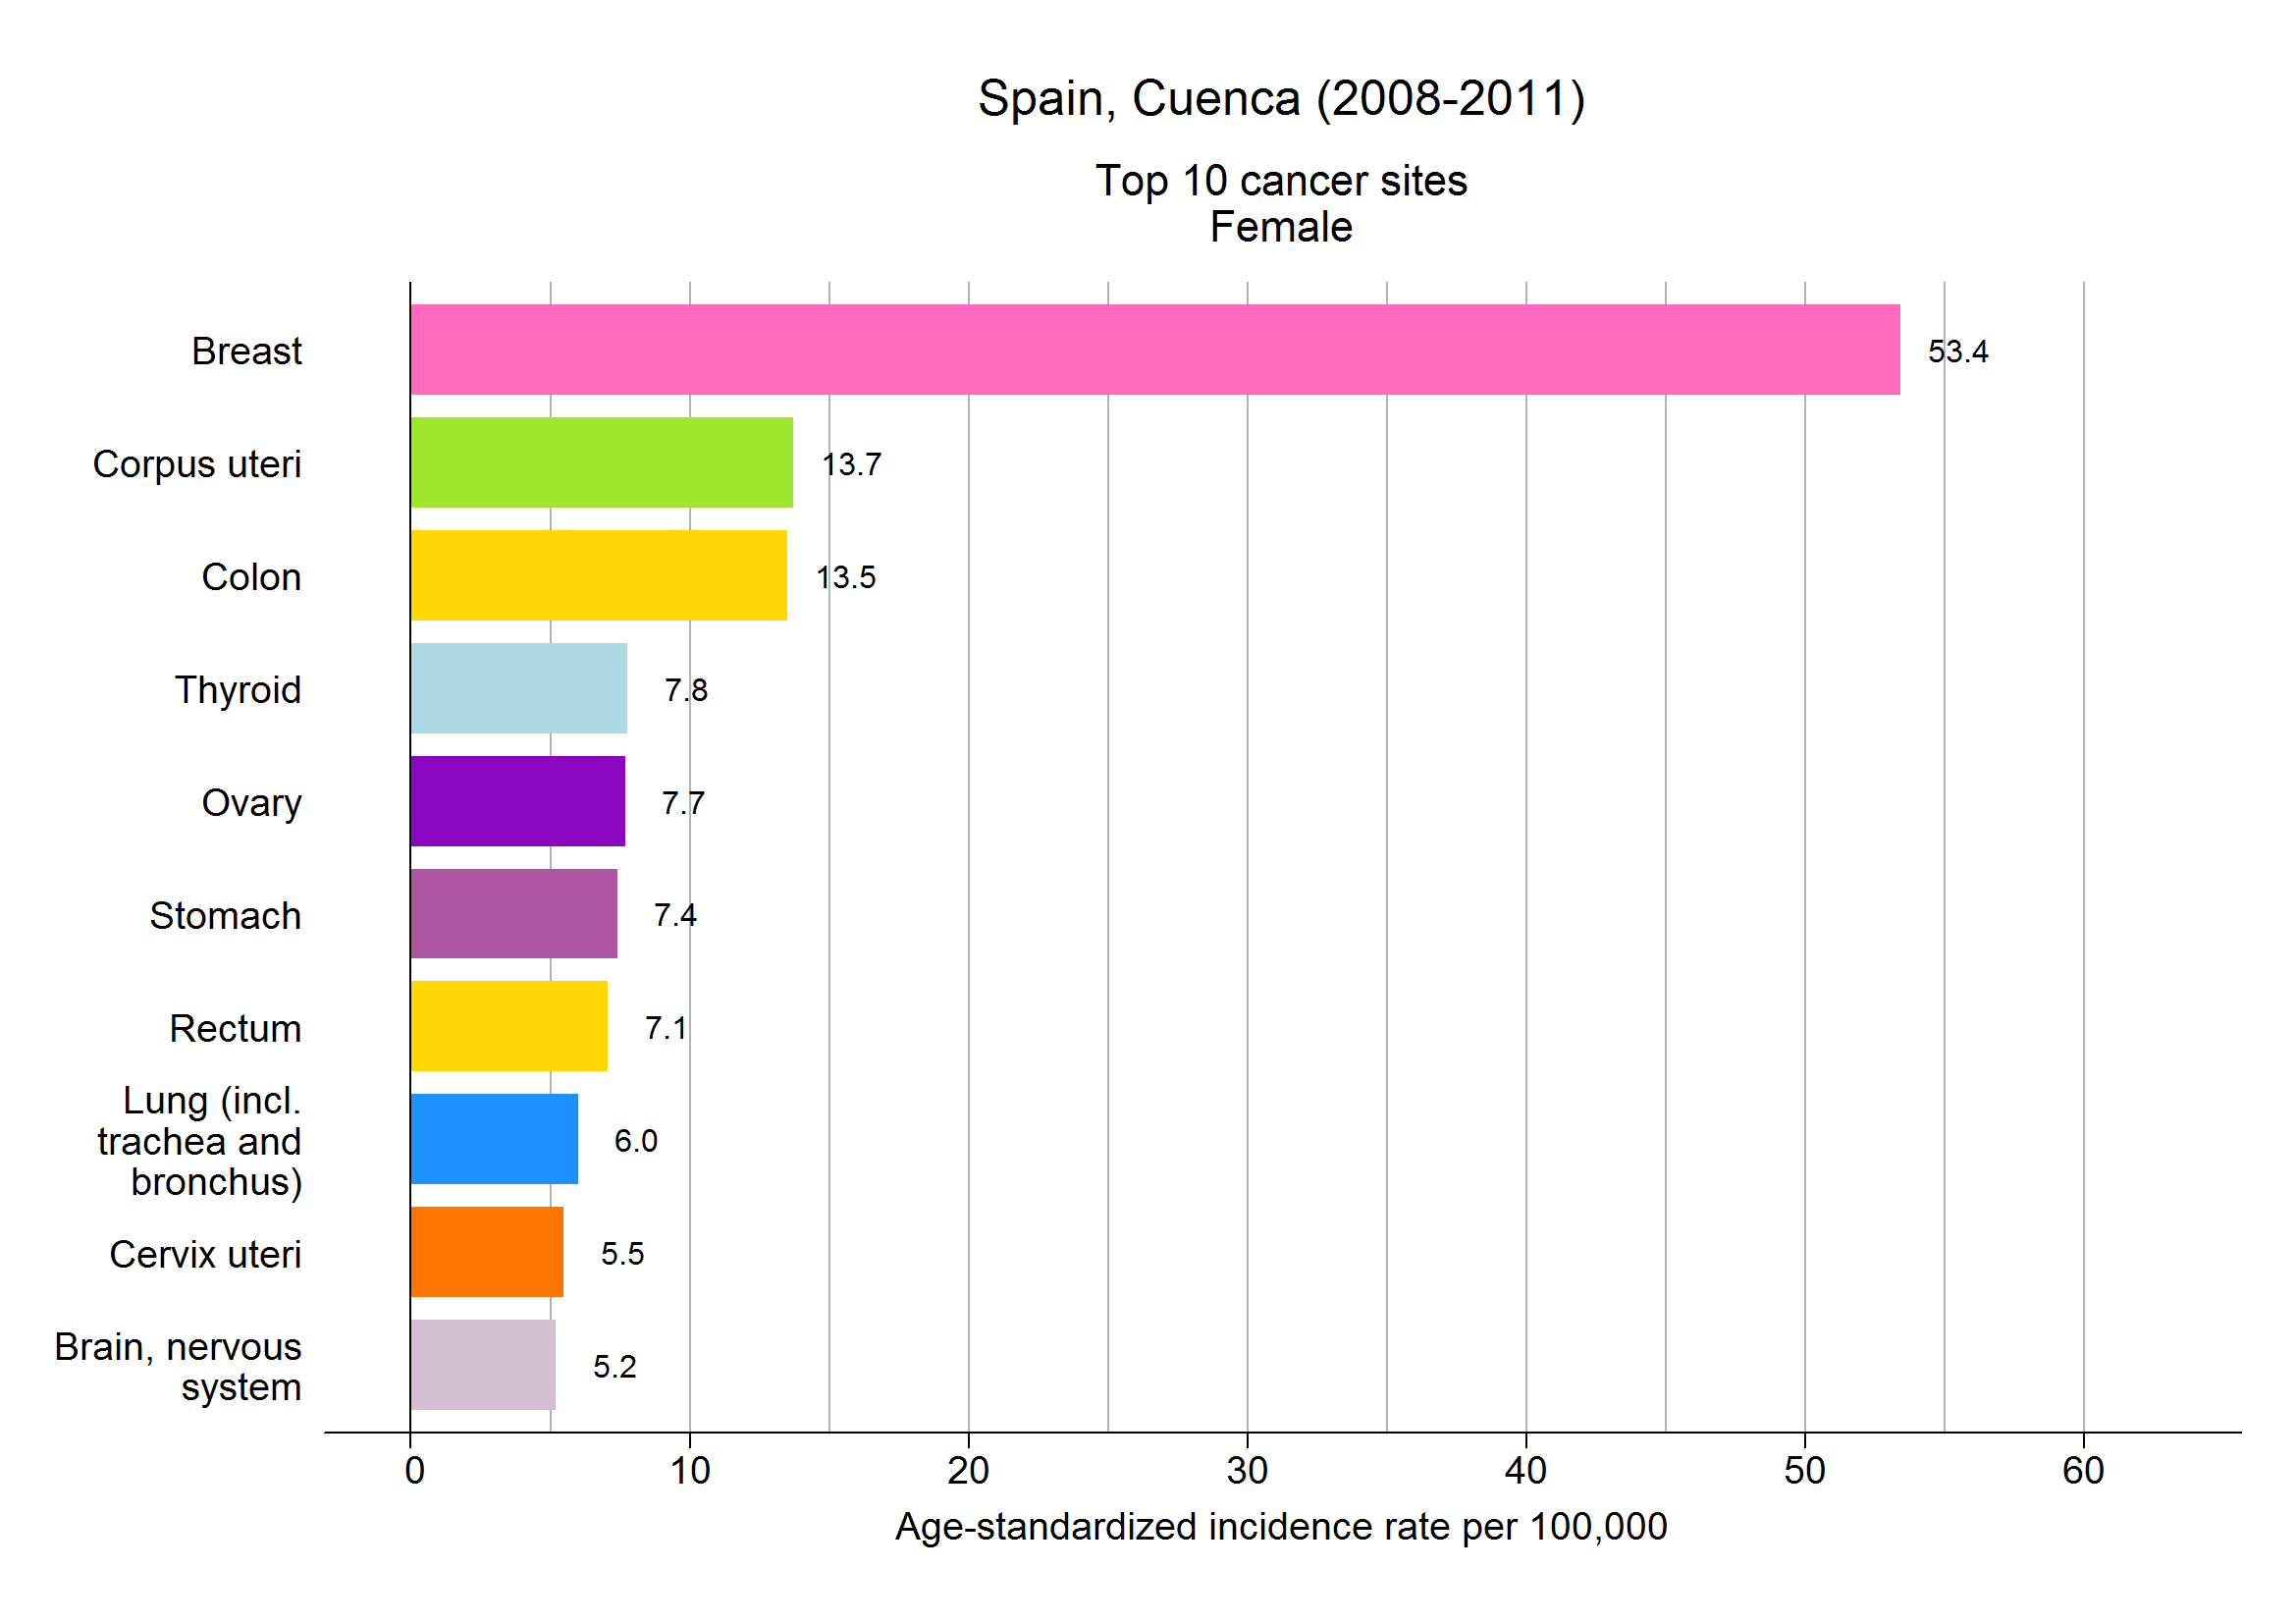 Spain, Cuenca (2008-2011)
Top 10 cancer sites
Female
Breast
53.4
Corpus uteri
13.7
Colon
13.5
Thyroid
7.8
Ovary
7.7
Stomach
7.4
Rectum
7.1
Lung (incl.
trachea and
bronchus)
6.0
Cervix uteri
5.5
Brain, nervous
system
5.2
0 10 20 30 40 50 60
Age-standardized incidence rate per 100,000